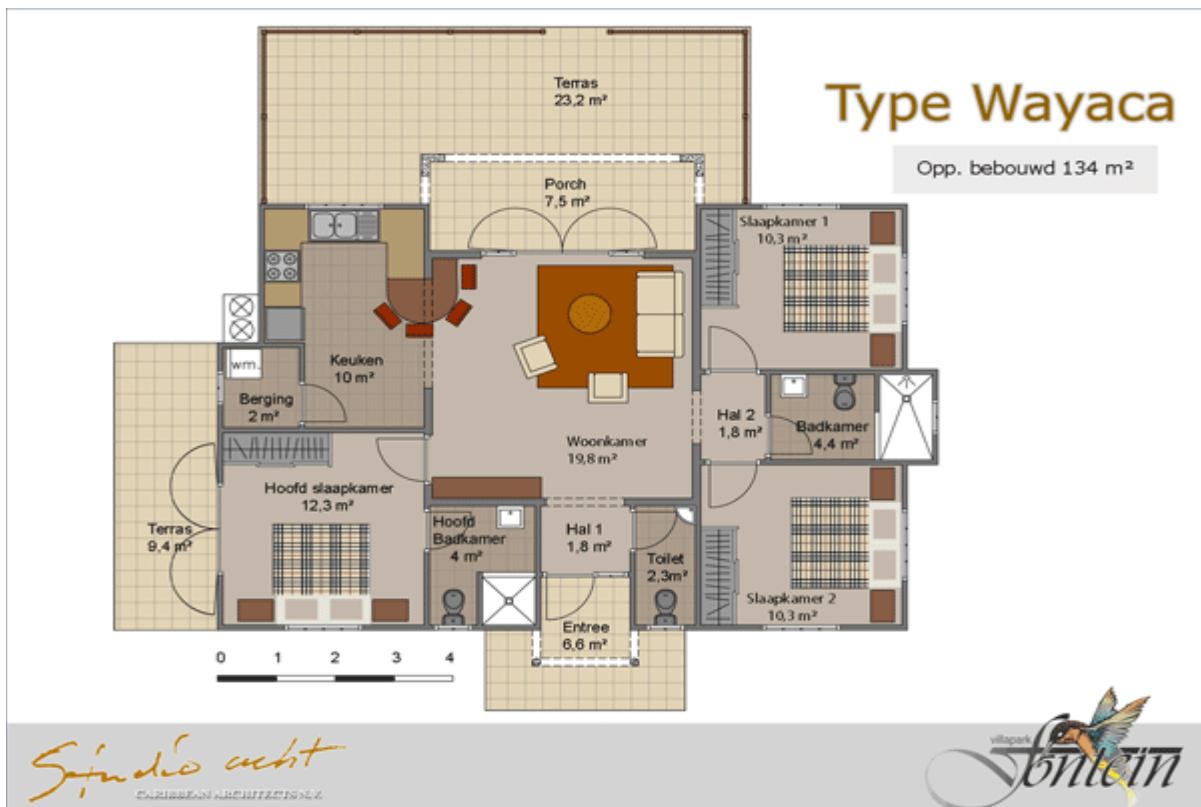 Type Wayaca
Opp. bebouwd 134 m²
Terras
23,2 m²
Porch
7,5 m²
Slaapkamer 1
10,3 m²
Keuken
10 m²
wm.
Berging
2 m²
Woonkamer
19,8 m²
Hal 2
1,8 m²
Badkamer
4,4 m²
Hoofd slaapkamer
12,3 m²
Terras
9,4 m²
Hoofd
Badkamer
4 m²
Hal 1
1,8 m²
Toilet
2,3m²
Slaapkamer 2
10,3 m²
Entree
6,6 m²
0 1 2 3 4
Studio acht
CARIBBEAN ARCHITECTS N.V.
villapark
Fontein